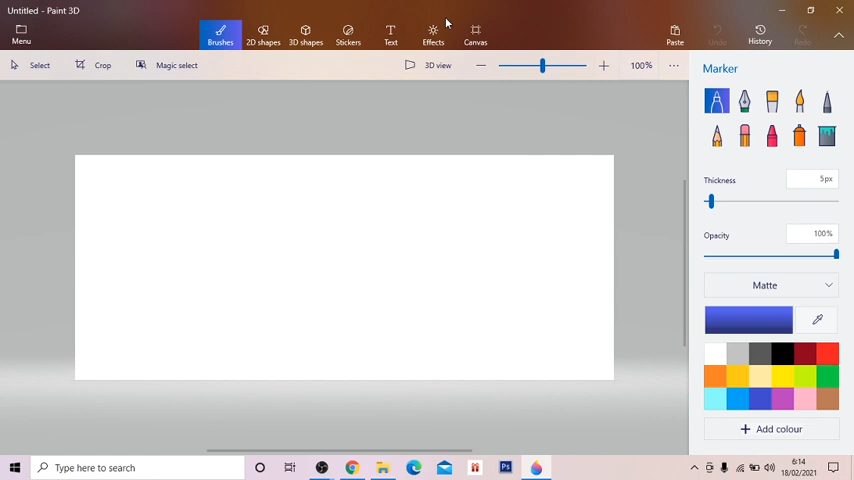 Untitled - Paint 3D
Menu
Brushes
2D shapes
3D shapes
Stickers
Text
Effects
Canvas
Paste
Undo
History
Redo
Select
Crop
Magic select
3D view
100%
Marker
Thickness
5px
Opacity
100%
Matte
Add colour
Type here to search
Ps
6:14
18/02/2021